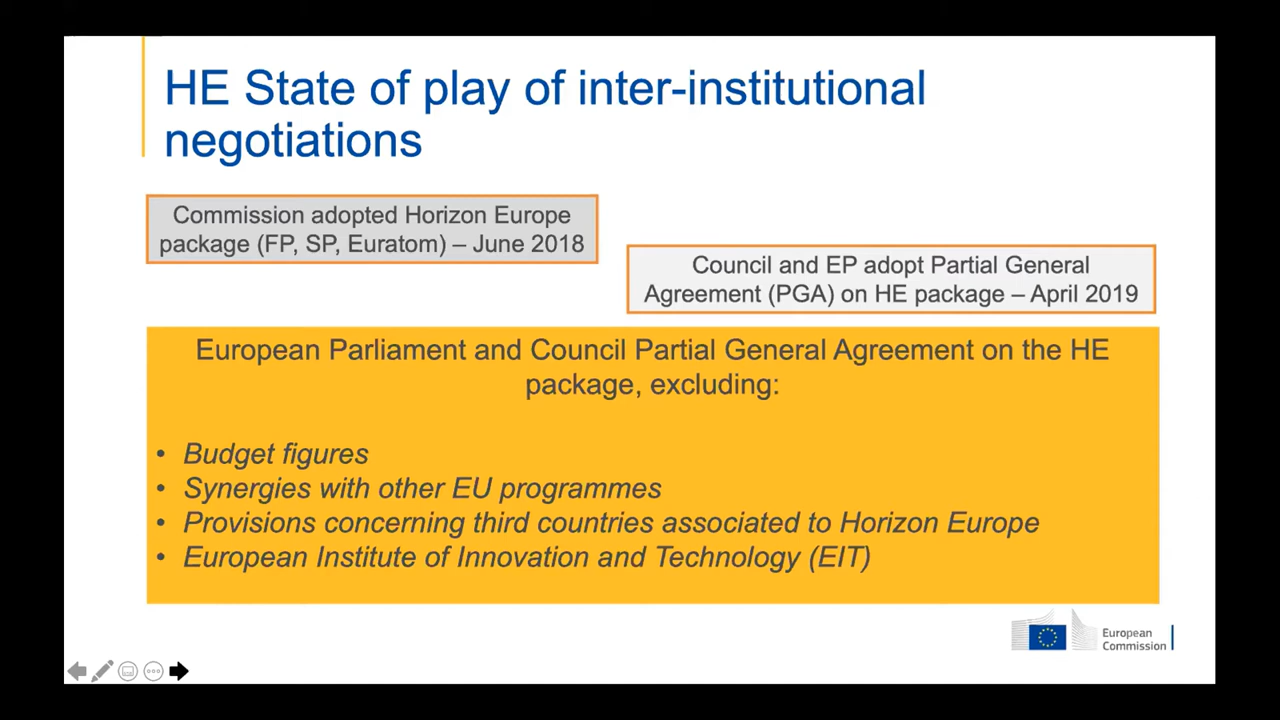 HE State of play of inter-institutional
negotiations
Commission adopted Horizon Europe
package (FP, SP, Euratom) – June 2018
Council and EP adopt Partial General
Agreement (PGA) on HE package – April 2019
European Parliament and Council Partial General Agreement on the HE
package, excluding:
• Budget figures
• Synergies with other EU programmes
• Provisions concerning third countries associated to Horizon Europe
• European Institute of Innovation and Technology (EIT)
European
Commission